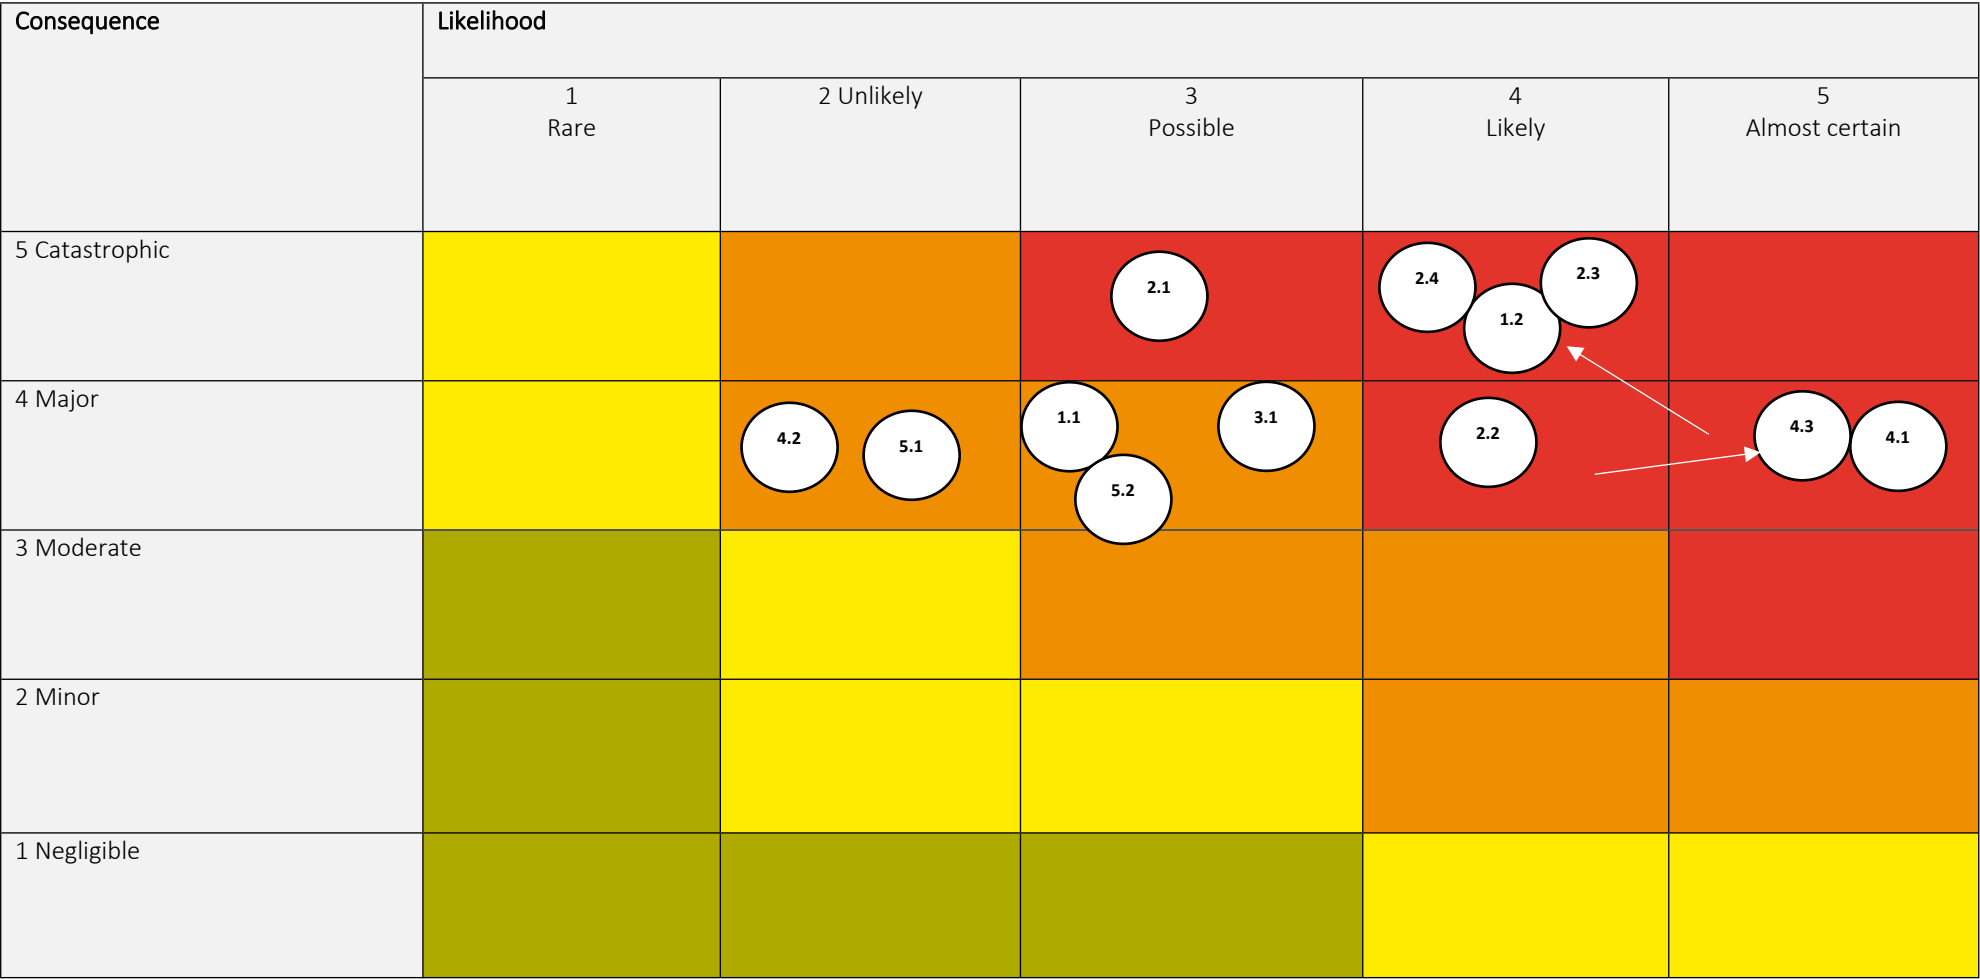 Consequence
Likelihood
1
Rare
2 Unlikely
3
Possible
4
Likely
5
Almost certain
5 Catastrophic
2.1
2.4
1.2
2.3
4 Major
4.2
5.1
1.1
5.2
3.1
2.2
4.3
4.1
3 Moderate
2 Minor
1 Negligible